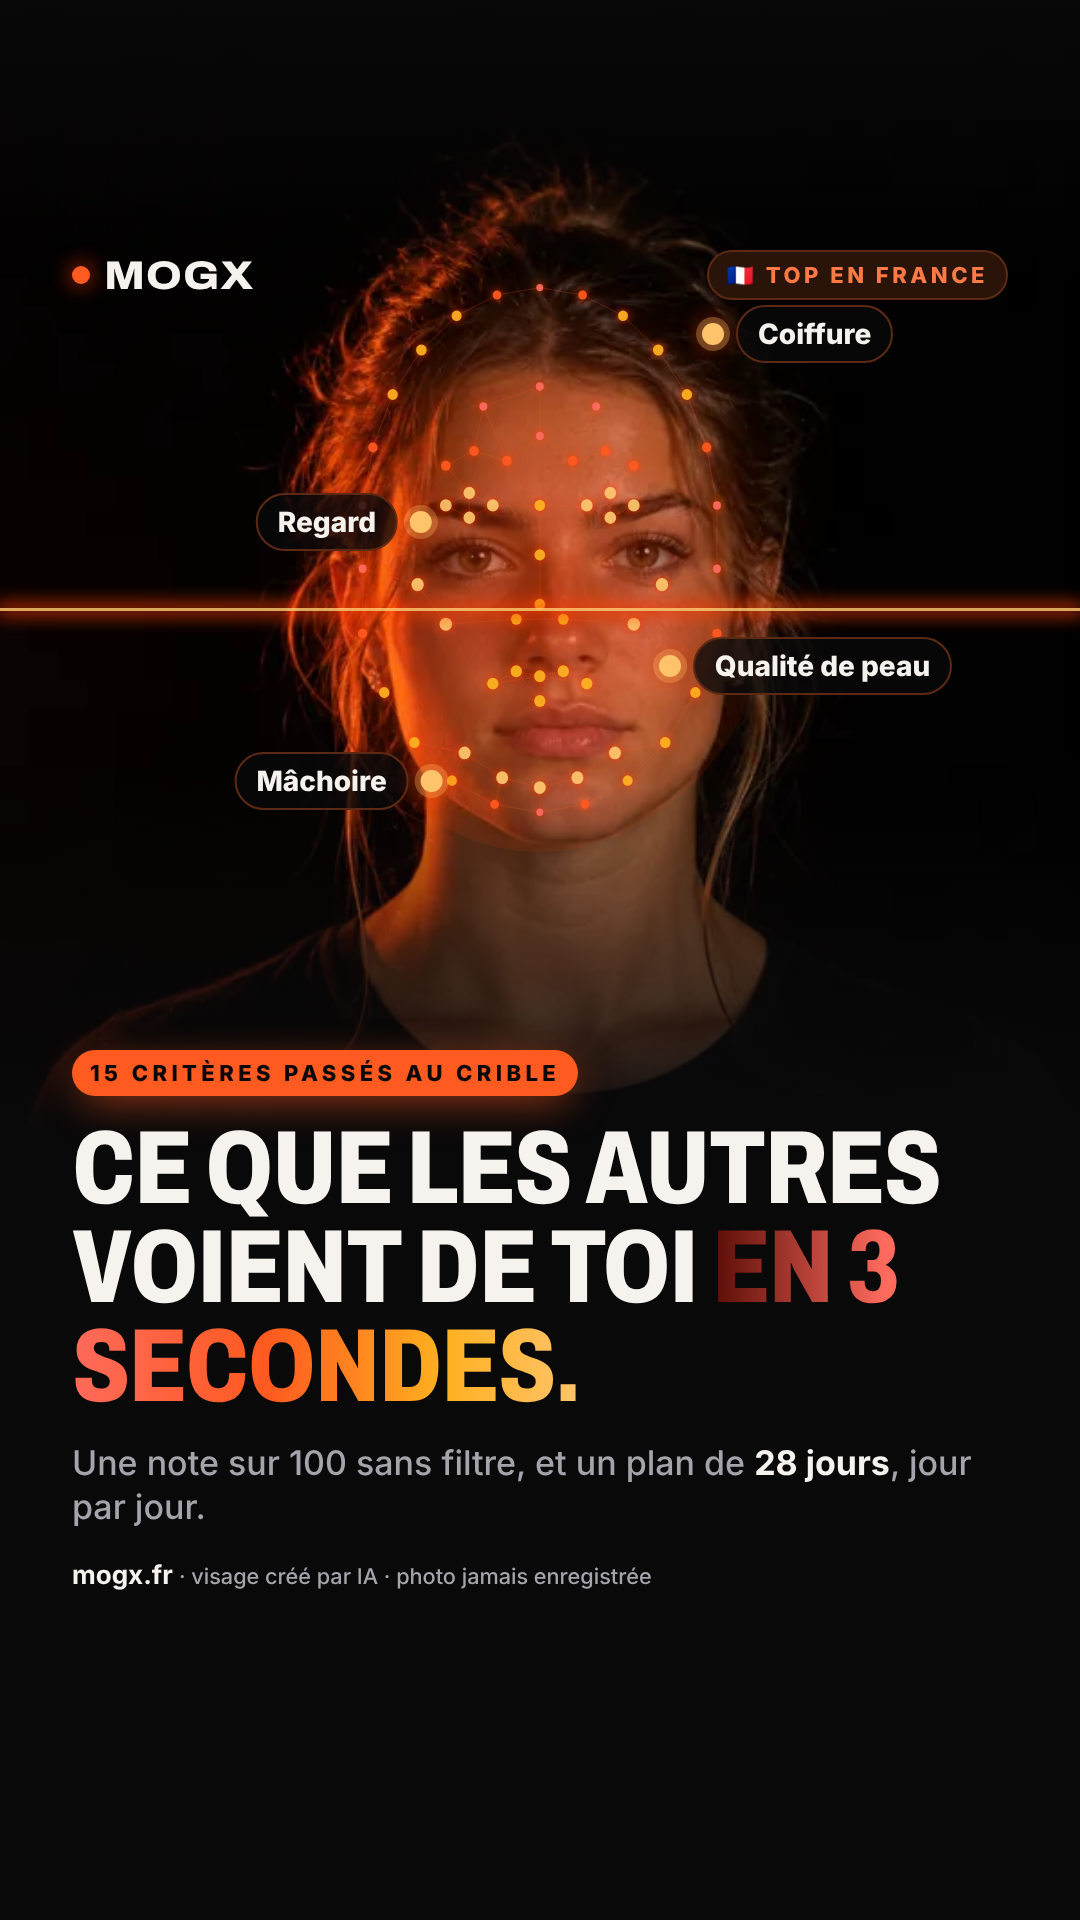 MOGX
🇫🇷 TOP EN FRANCE
Coiffure
Regard
Qualité de peau
Mâchoire
15 CRITÈRES PASSÉS AU CRIBLE
CE QUE LES AUTRES
VOIENT DE TOI EN 3
SECONDES.
Une note sur 100 sans filtre, et un plan de 28 jours, jour
par jour.
mogx.fr · visage créé par IA · photo jamais enregistrée